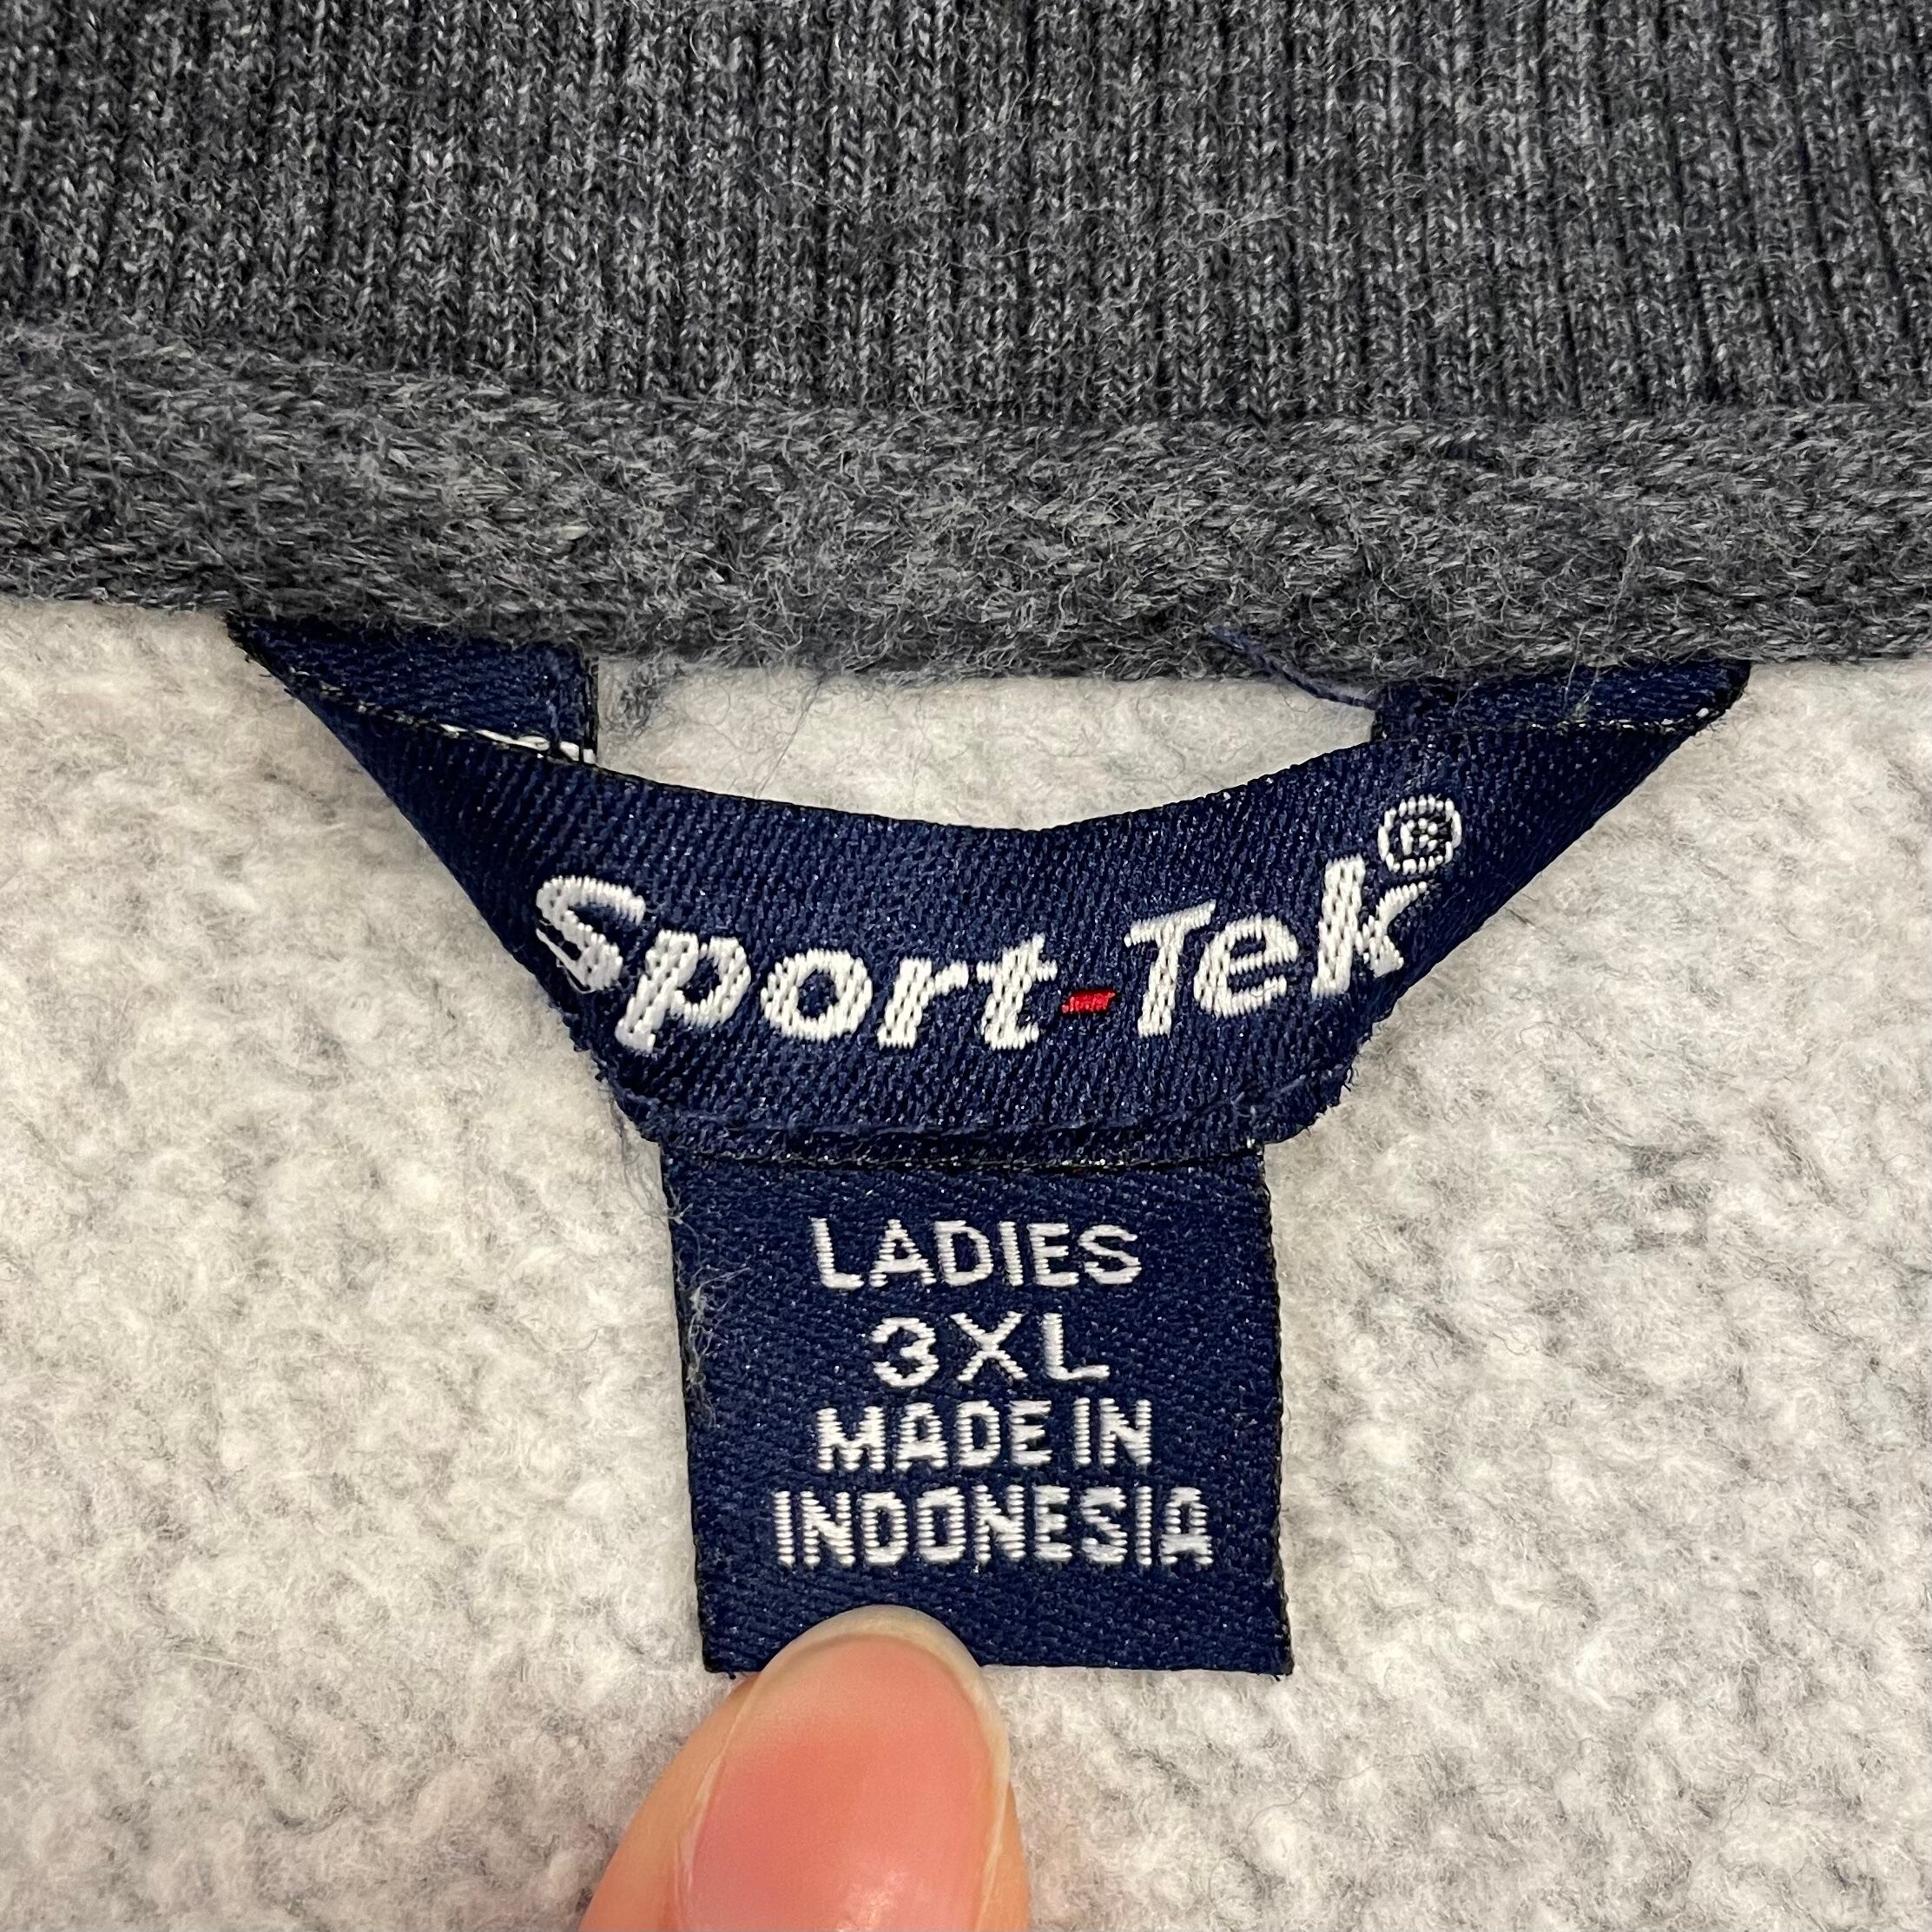 Sport-Tek®
LADIES
3XL
MADE IN
INDONESIA